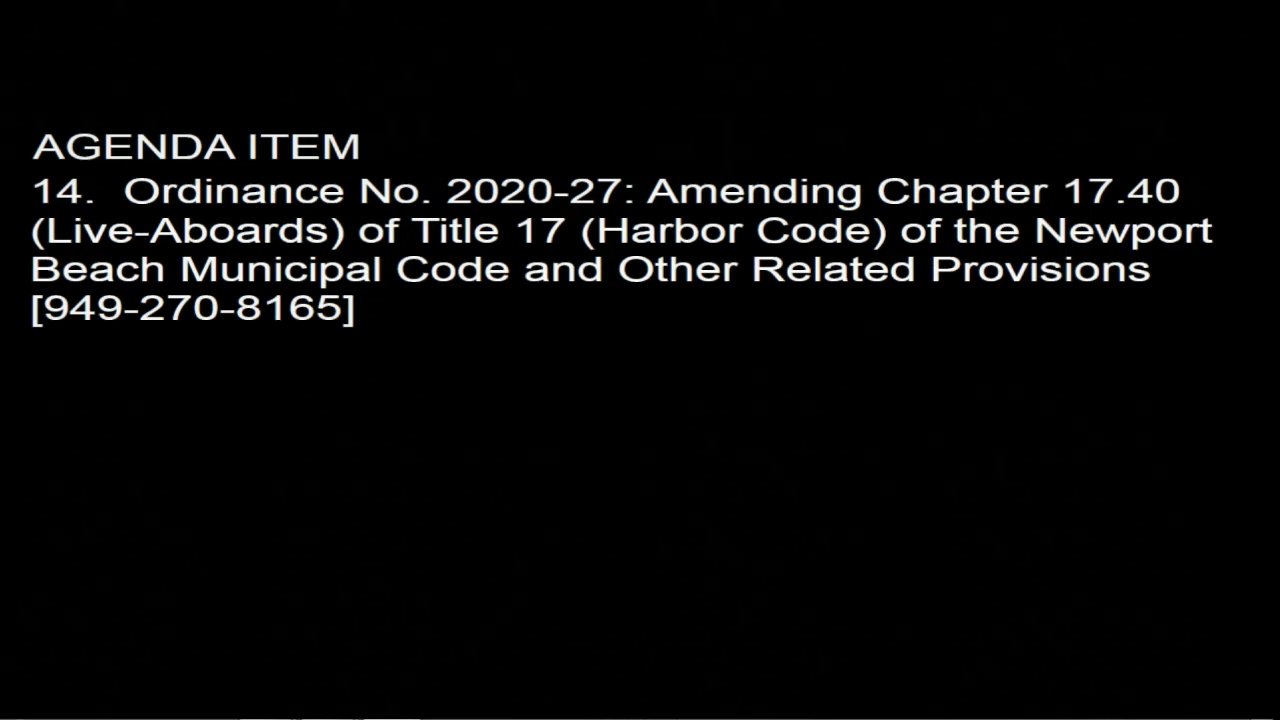 AGENDA ITEM
14. Ordinance No. 2020-27: Amending Chapter 17.40
(Live-Aboards) of Title 17 (Harbor Code) of the Newport
Beach Municipal Code and Other Related Provisions
[949-270-8165]